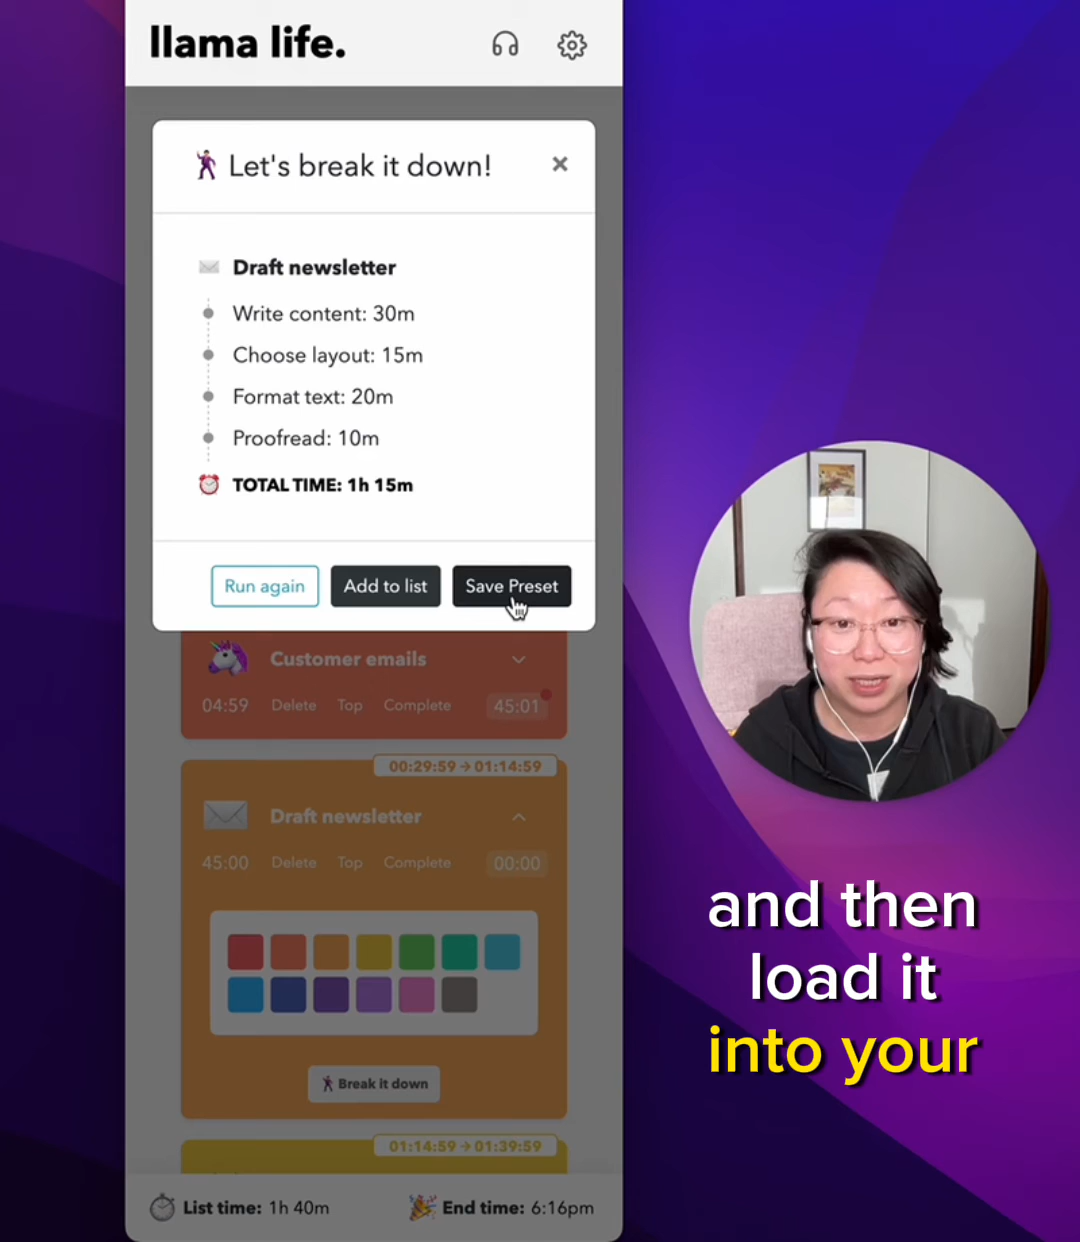 llama life.
Let's break it down!
Draft newsletter
Write content: 30m
Choose layout: 15m
Format text: 20m
Proofread: 10m
TOTAL TIME: 1h 15m
Run again
Add to list
Save Preset
Customer emails
04:59 Delete Top Complete 45:01
00:29:59 → 01:14:59
Draft newsletter
45:00 Delete Top Complete 00:00
Break it down
01:14:59 → 01:39:59
List time: 1h 40m
End time: 6:16pm
and then
load it
into your